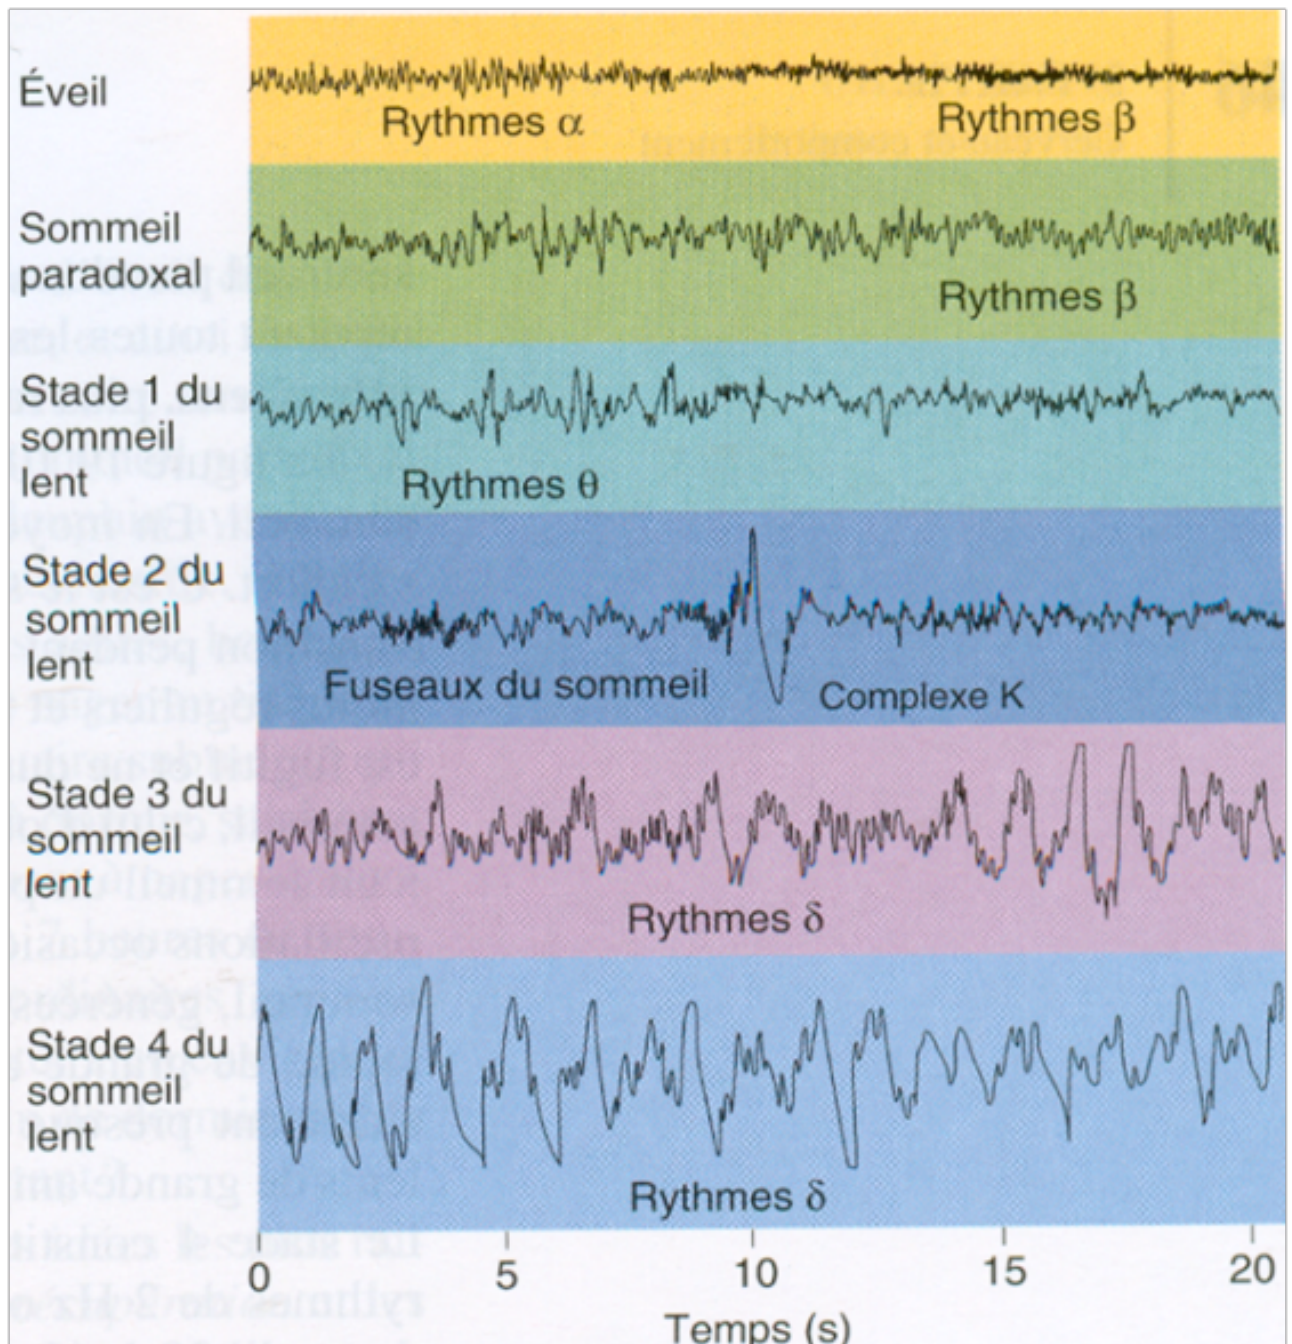 Éveil
Rythmes α
Rythmes β
Sommeil
paradoxal
Rythmes β
Stade 1 du
sommeil
lent
Rythmes θ
Stade 2 du
sommeil
lent
Fuseaux du sommeil
Complexe K
Stade 3 du
sommeil
lent
Rythmes δ
Stade 4 du
sommeil
lent
Rythmes δ
0 5 10 15 20
Temps (s)